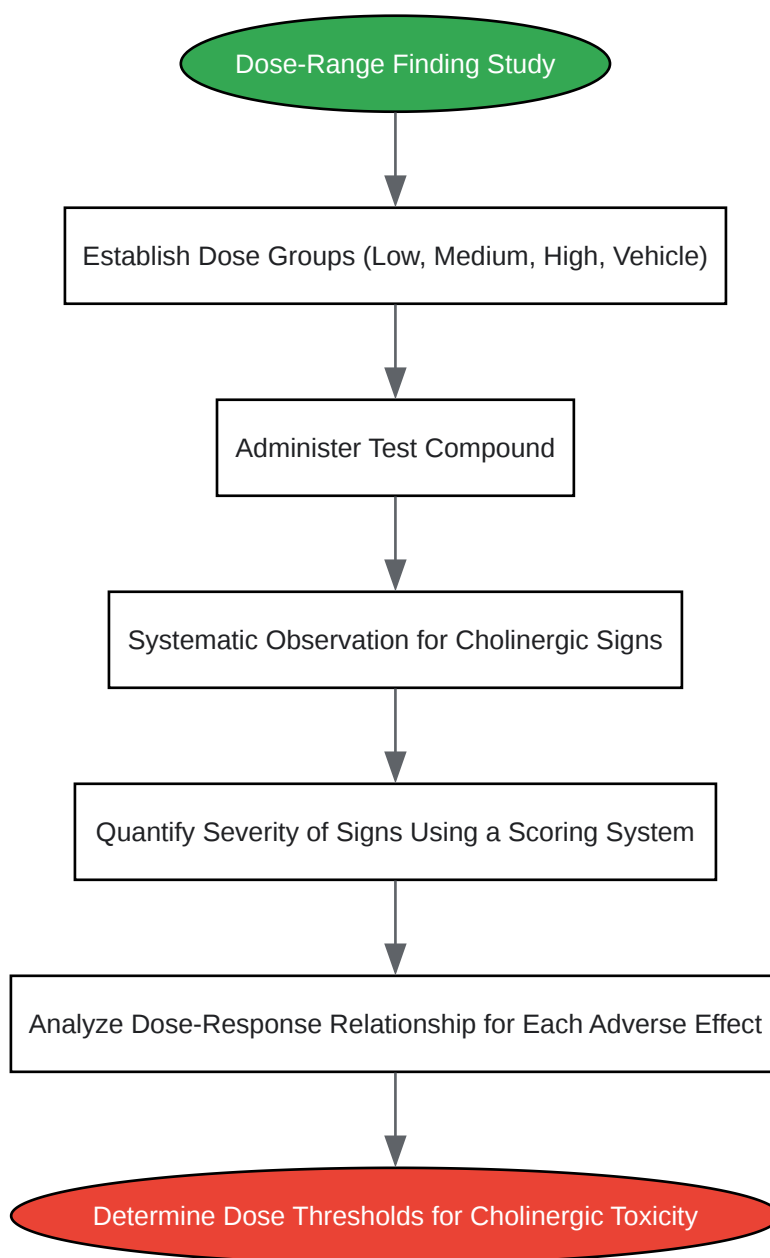 Dose-Range Finding Study
Establish Dose Groups (Low, Medium, High, Vehicle)
Administer Test Compound
Systematic Observation for Cholinergic Signs
Quantify Severity of Signs Using a Scoring System
Analyze Dose-Response Relationship for Each Adverse Effect
Determine Dose Thresholds for Cholinergic Toxicity